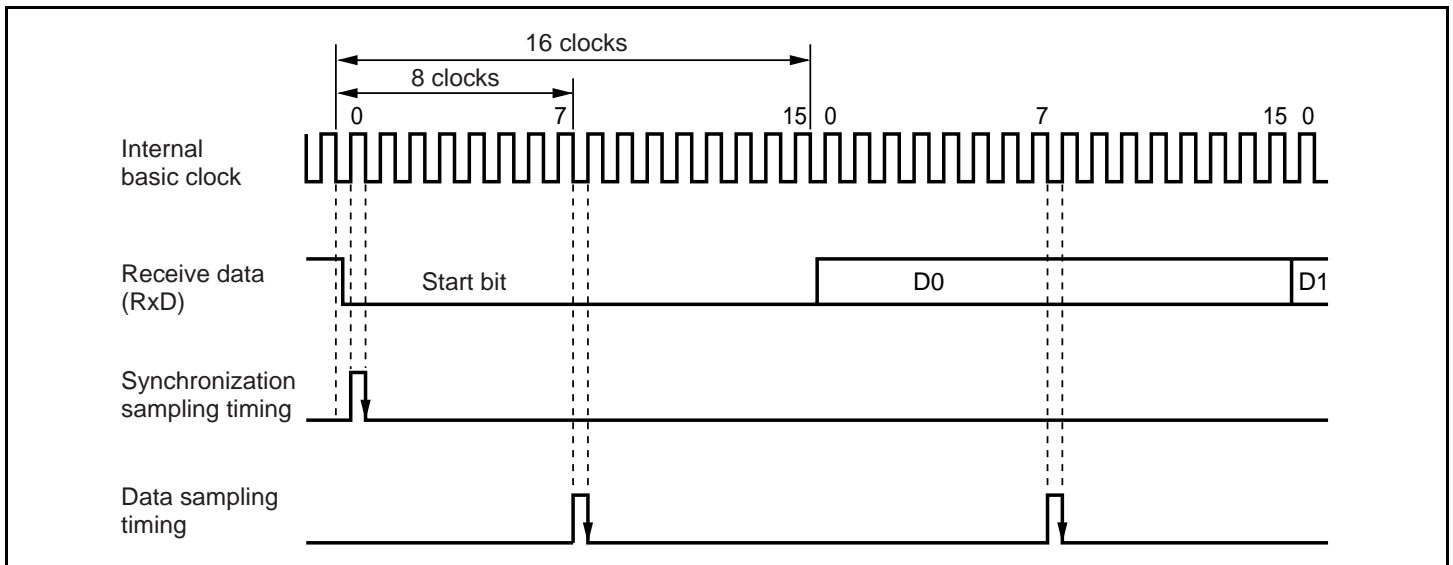 16 clocks
8 clocks
0 7 15 0 7 15 0
Internal
basic clock
Receive data
(RxD)
Start bit D0 D1
Synchronization
sampling timing
Data sampling
timing